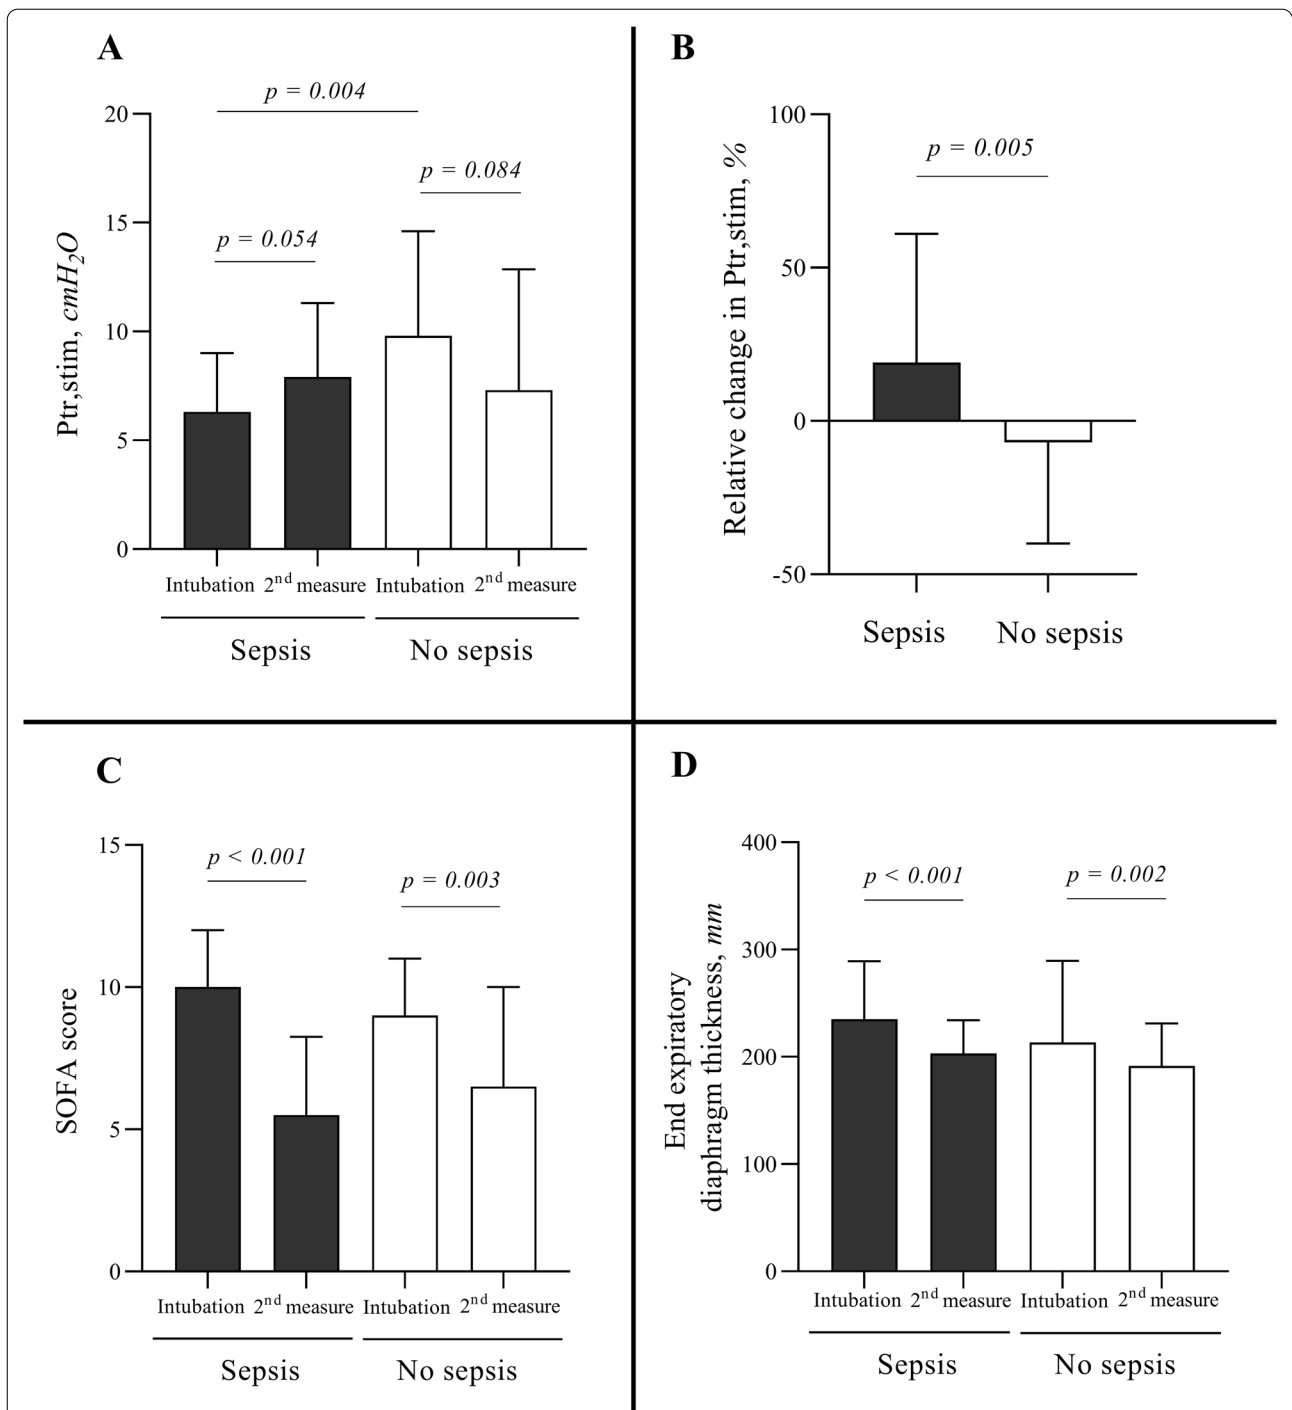 A
p = 0.004
p = 0.084
p = 0.054
20
15
10
5
0
Ptr,stim, cmH2O
Intubation 2nd measure Intubation 2nd measure
Sepsis No sepsis
B
p = 0.005
100
50
0
-50
Relative change in Ptr,stim, %
Sepsis No sepsis
C
p < 0.001
p = 0.003
15
10
5
0
SOFA score
Intubation 2nd measure Intubation 2nd measure
Sepsis No sepsis
D
p < 0.001
p = 0.002
400
300
200
100
0
End expiratory
diaphragm thickness, mm
Intubation 2nd measure Intubation 2nd measure
Sepsis No sepsis